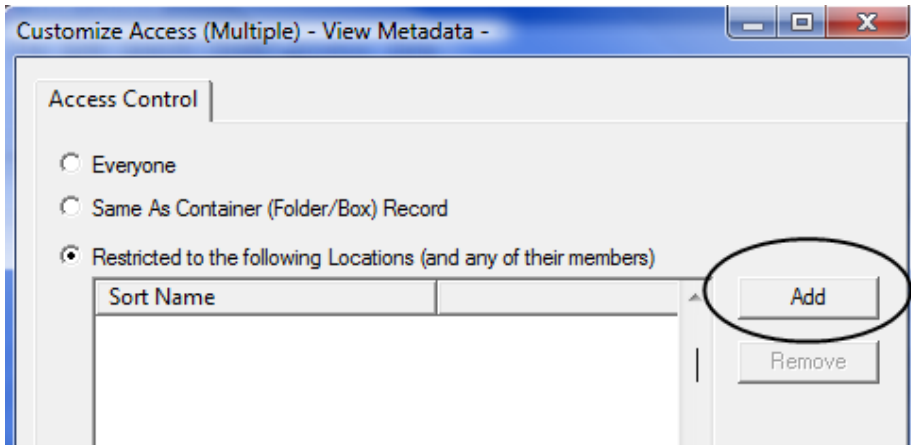 Customize Access (Multiple) - View Metadata -
Access Control
Everyone
Same As Container (Folder/Box) Record
Restricted to the following Locations (and any of their members)
Sort Name
Add
Remove